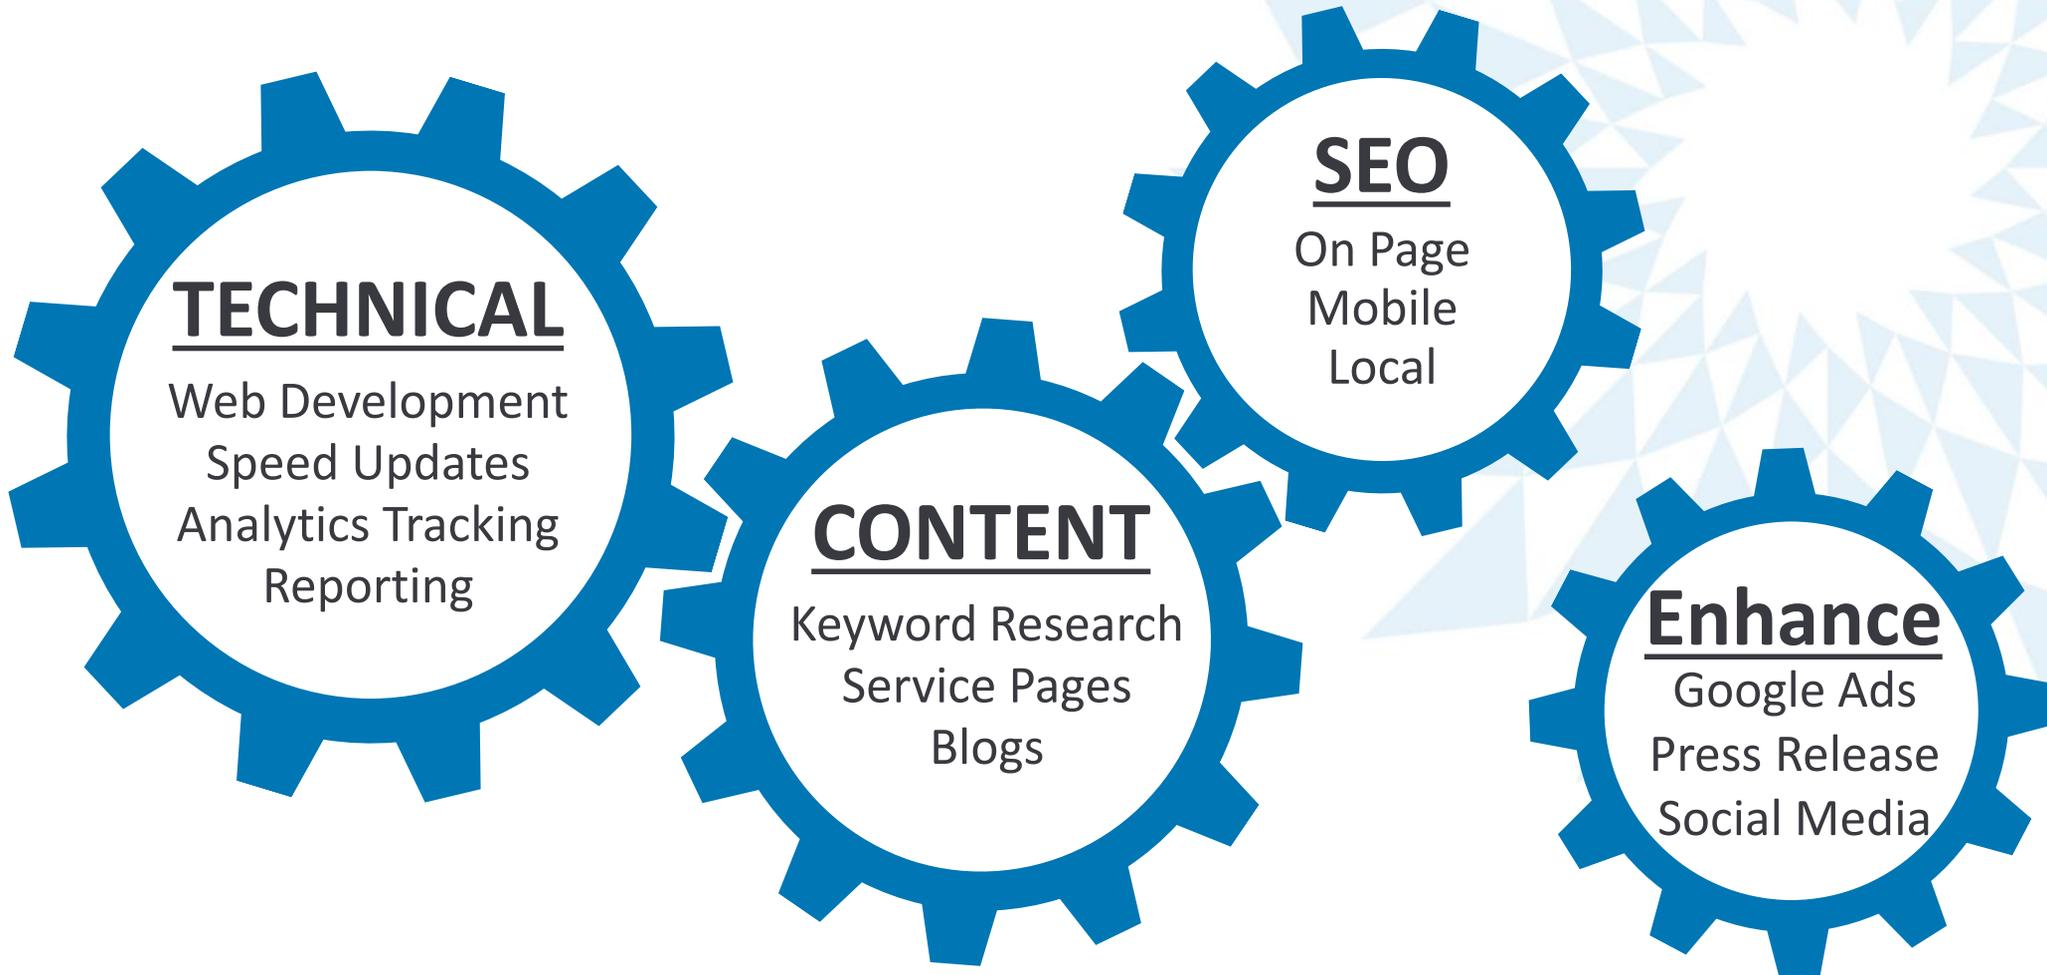 TECHNICAL
Web Development
Speed Updates
Analytics Tracking
Reporting
CONTENT
Keyword Research
Service Pages
Blogs
SEO
On Page
Mobile
Local
Enhance
Google Ads
Press Release
Social Media